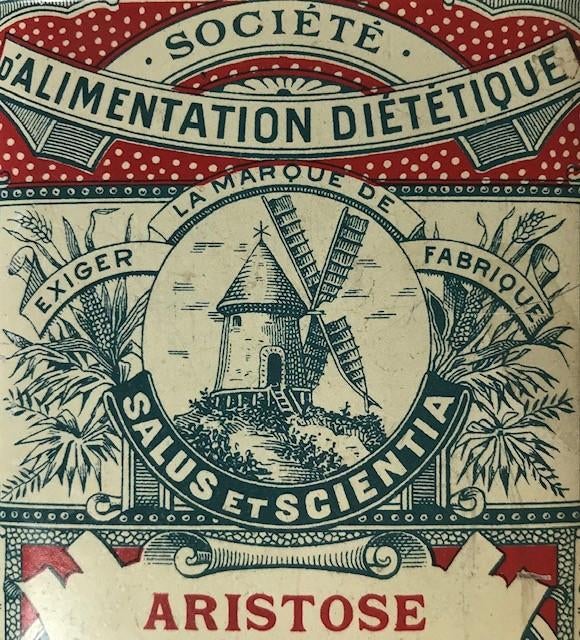 SOCIÉTÉ
D'ALIMENTATION DIÉTÉTIQUE
EXIGER LA MARQUE DE FABRIQUE
SALUS ET SCIENTIA
ARISTOSE